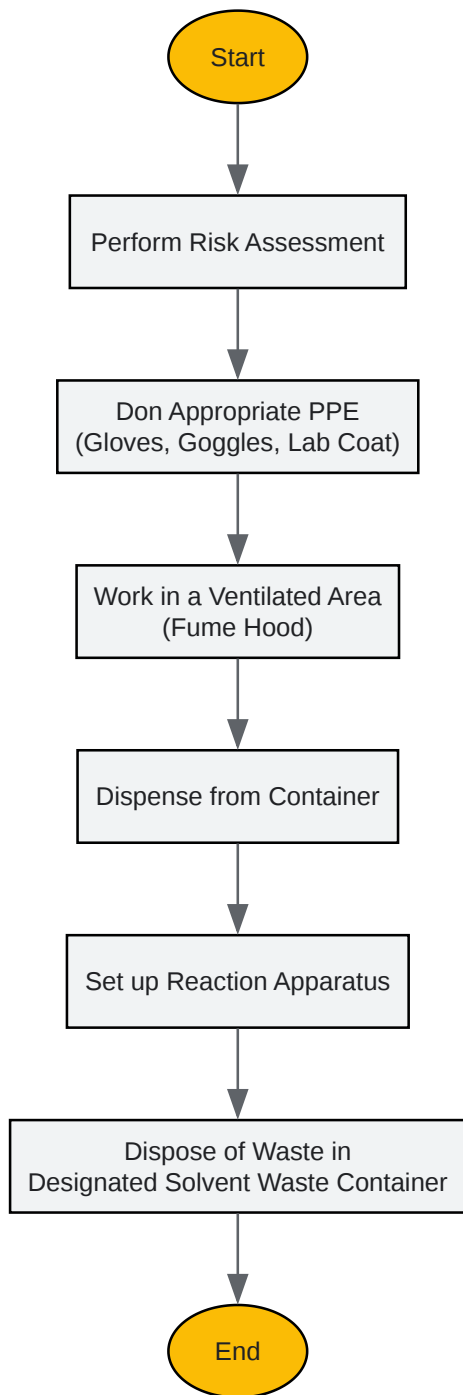 Start
Perform Risk Assessment
Don Appropriate PPE
(Gloves, Goggles, Lab Coat)
Work in a Ventilated Area
(Fume Hood)
Dispense from Container
Set up Reaction Apparatus
Dispose of Waste in
Designated Solvent Waste Container
End